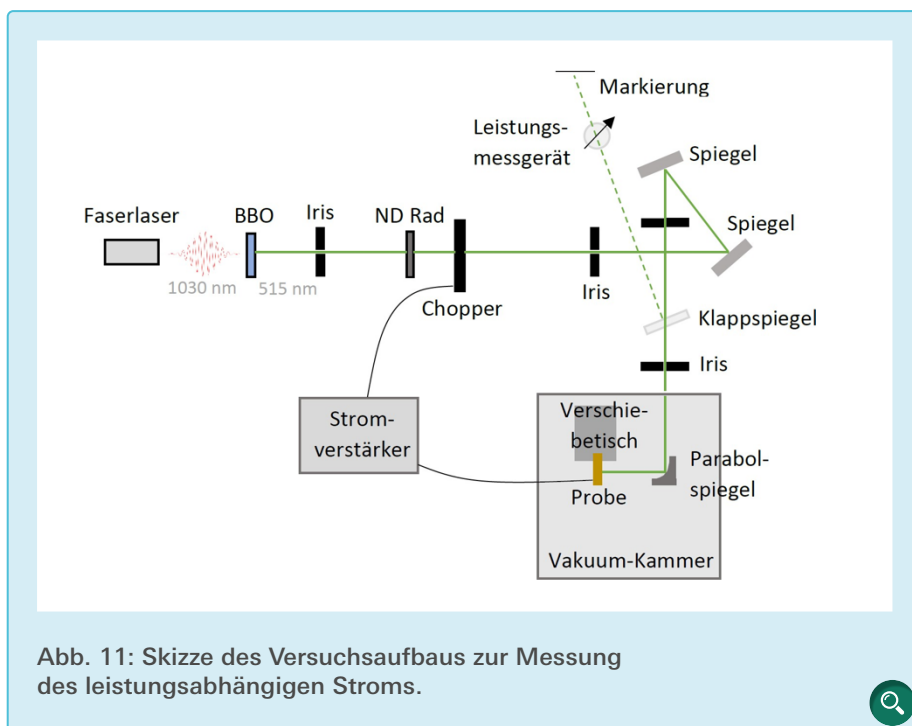 Markierung
Leistungs-
messgerät
Spiegel
Faserlaser
BBO
Iris
ND Rad
Spiegel
1030 nm
515 nm
Chopper
Iris
Klappspiegel
Iris
Strom-
verstärker
Verschie-
betisch
Parabol-
spiegel
Probe
Vakuum-Kammer
Abb. 11: Skizze des Versuchsaufbaus zur Messung
des leistungsabhängigen Stroms.